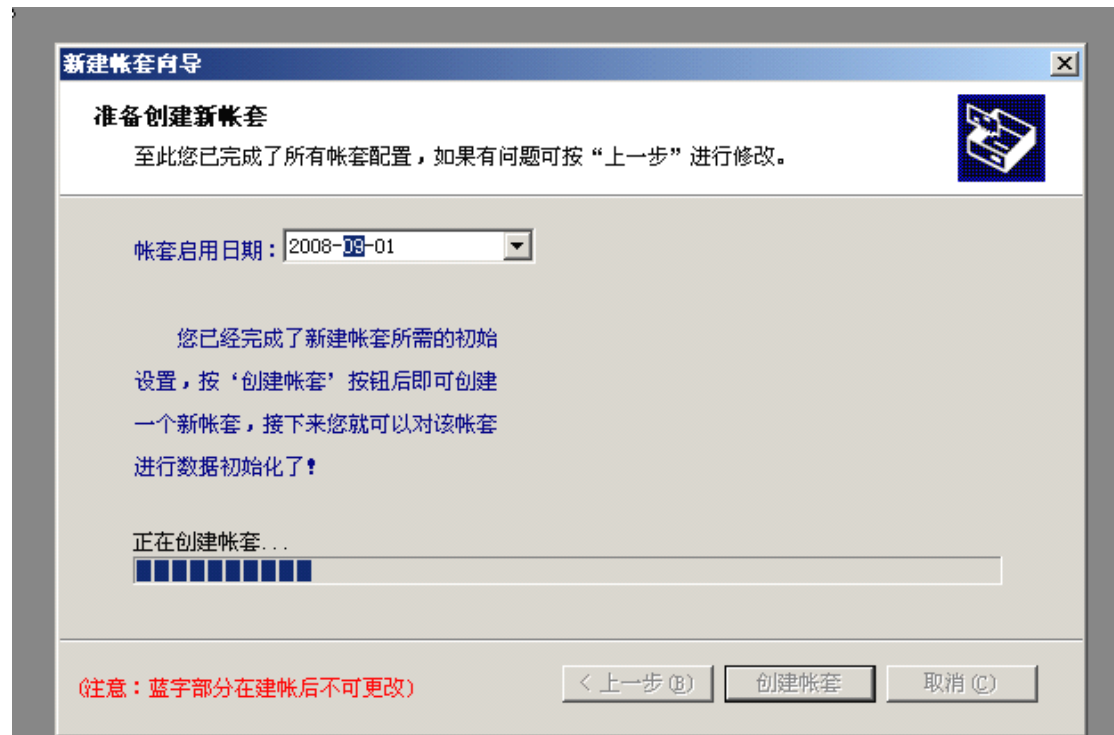 新建帐套向导
准备创建新帐套
至此您已完成了所有帐套配置，如果有问题可按“上一步”进行修改。
帐套启用日期：2008-09-01
您已经完成了新建帐套所需的初始
设置，按‘创建帐套’按钮后即可创建
一个新帐套，接下来您就可以对该帐套
进行数据初始化了！
正在创建帐套...
(注意：蓝字部分在建帐后不可更改)
< 上一步(B)
创建帐套
取消(C)